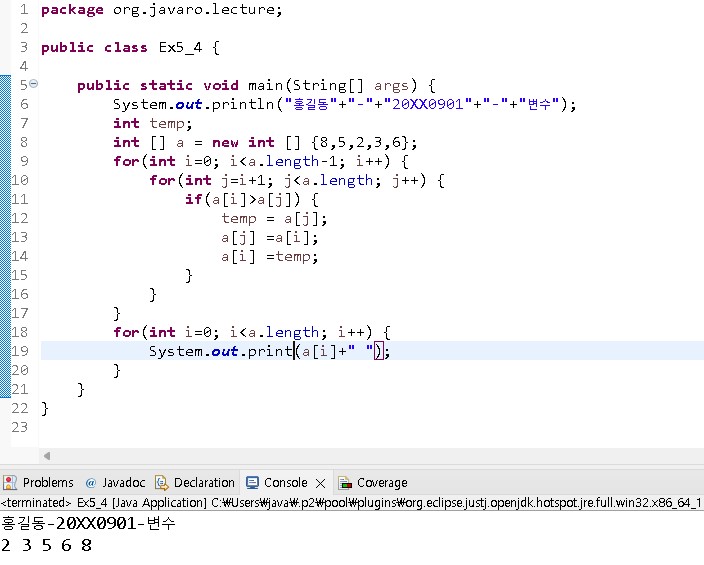 1 package org.javaro.lecture;
2
3 public class Ex5_4 {
4
5     public static void main(String[] args) {
6         System.out.println("홍길동"+"-"+"20XX0901"+"-"+"변수");
7         int temp;
8         int [] a = new int [] {8,5,2,3,6};
9         for(int i=0; i<a.length-1; i++) {
10             for(int j=i+1; j<a.length; j++) {
11                 if(a[i]>a[j]) {
12                     temp = a[j];
13                     a[j] =a[i];
14                     a[i] =temp;
15                 }
16             }
17         }
18         for(int i=0; i<a.length; i++) {
19             System.out.print(a[i]+" ");
20         }
21     }
22 }
23
Problems @ Javadoc Declaration Console Coverage
<terminated> Ex5_4 [Java Application] C:₩Users₩java₩.p2₩pool₩plugins₩org.eclipse.justj.openjdk.hotspot.jre.full.win32.x86_64_1
홍길동-20XX0901-변수
2 3 5 6 8